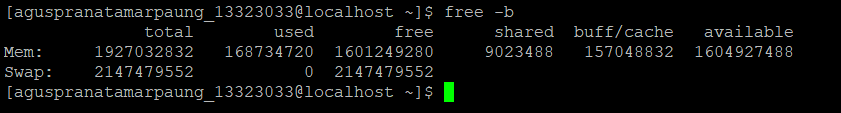 [aguspranatamarpaung_13323033@localhost ~]$ free -b
              total        used        free      shared  buff/cache   available
Mem:     1927032832   168734720  1601249280     9023488   157048832  1604927488
Swap:    2147479552           0  2147479552
[aguspranatamarpaung_13323033@localhost ~]$